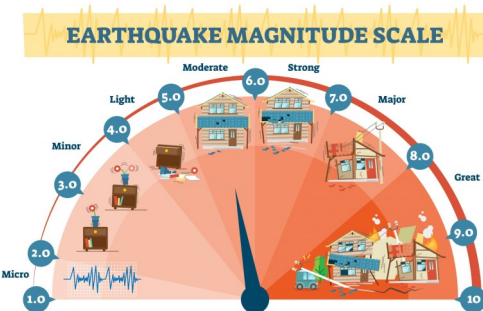 EARTHQUAKE MAGNITUDE SCALE
Micro
1.0
2.0
Minor
3.0
4.0
Light
5.0
Moderate
6.0
Strong
7.0
Major
8.0
Great
9.0
10